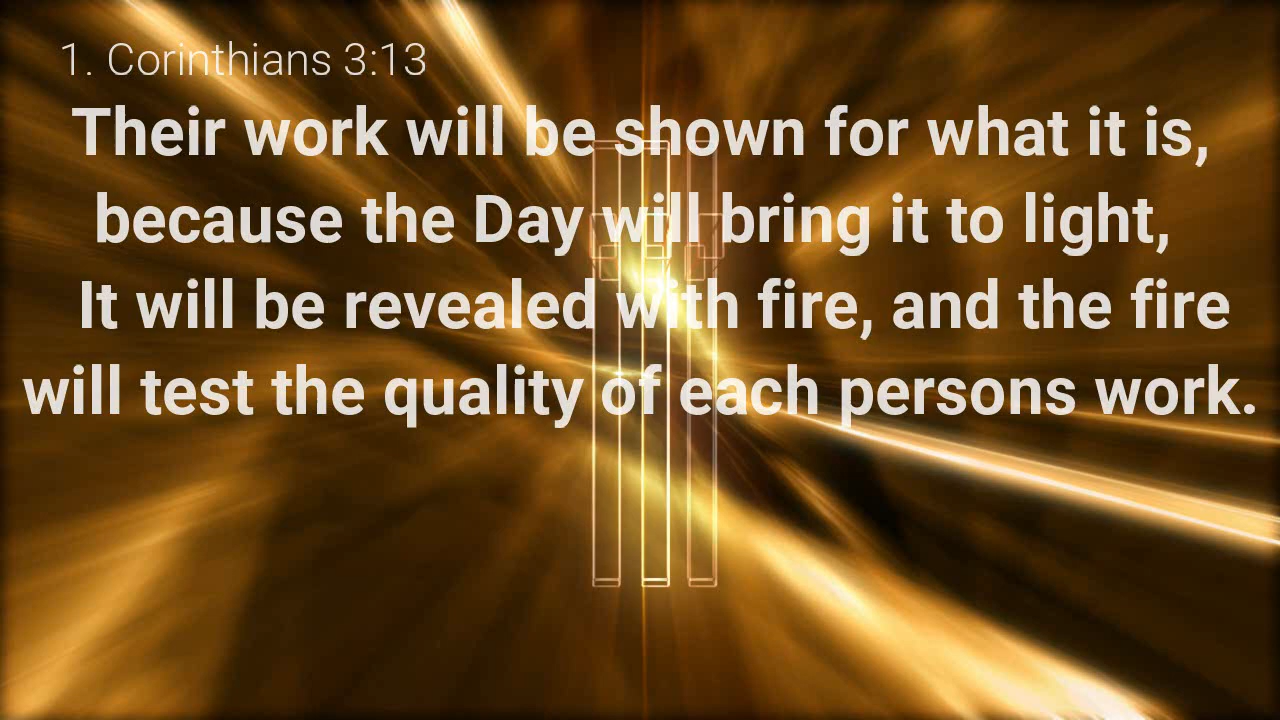 1. Corinthians 3:13
Their work will be shown for what it is,
because the Day will bring it to light,
It will be revealed with fire, and the fire
will test the quality of each persons work.